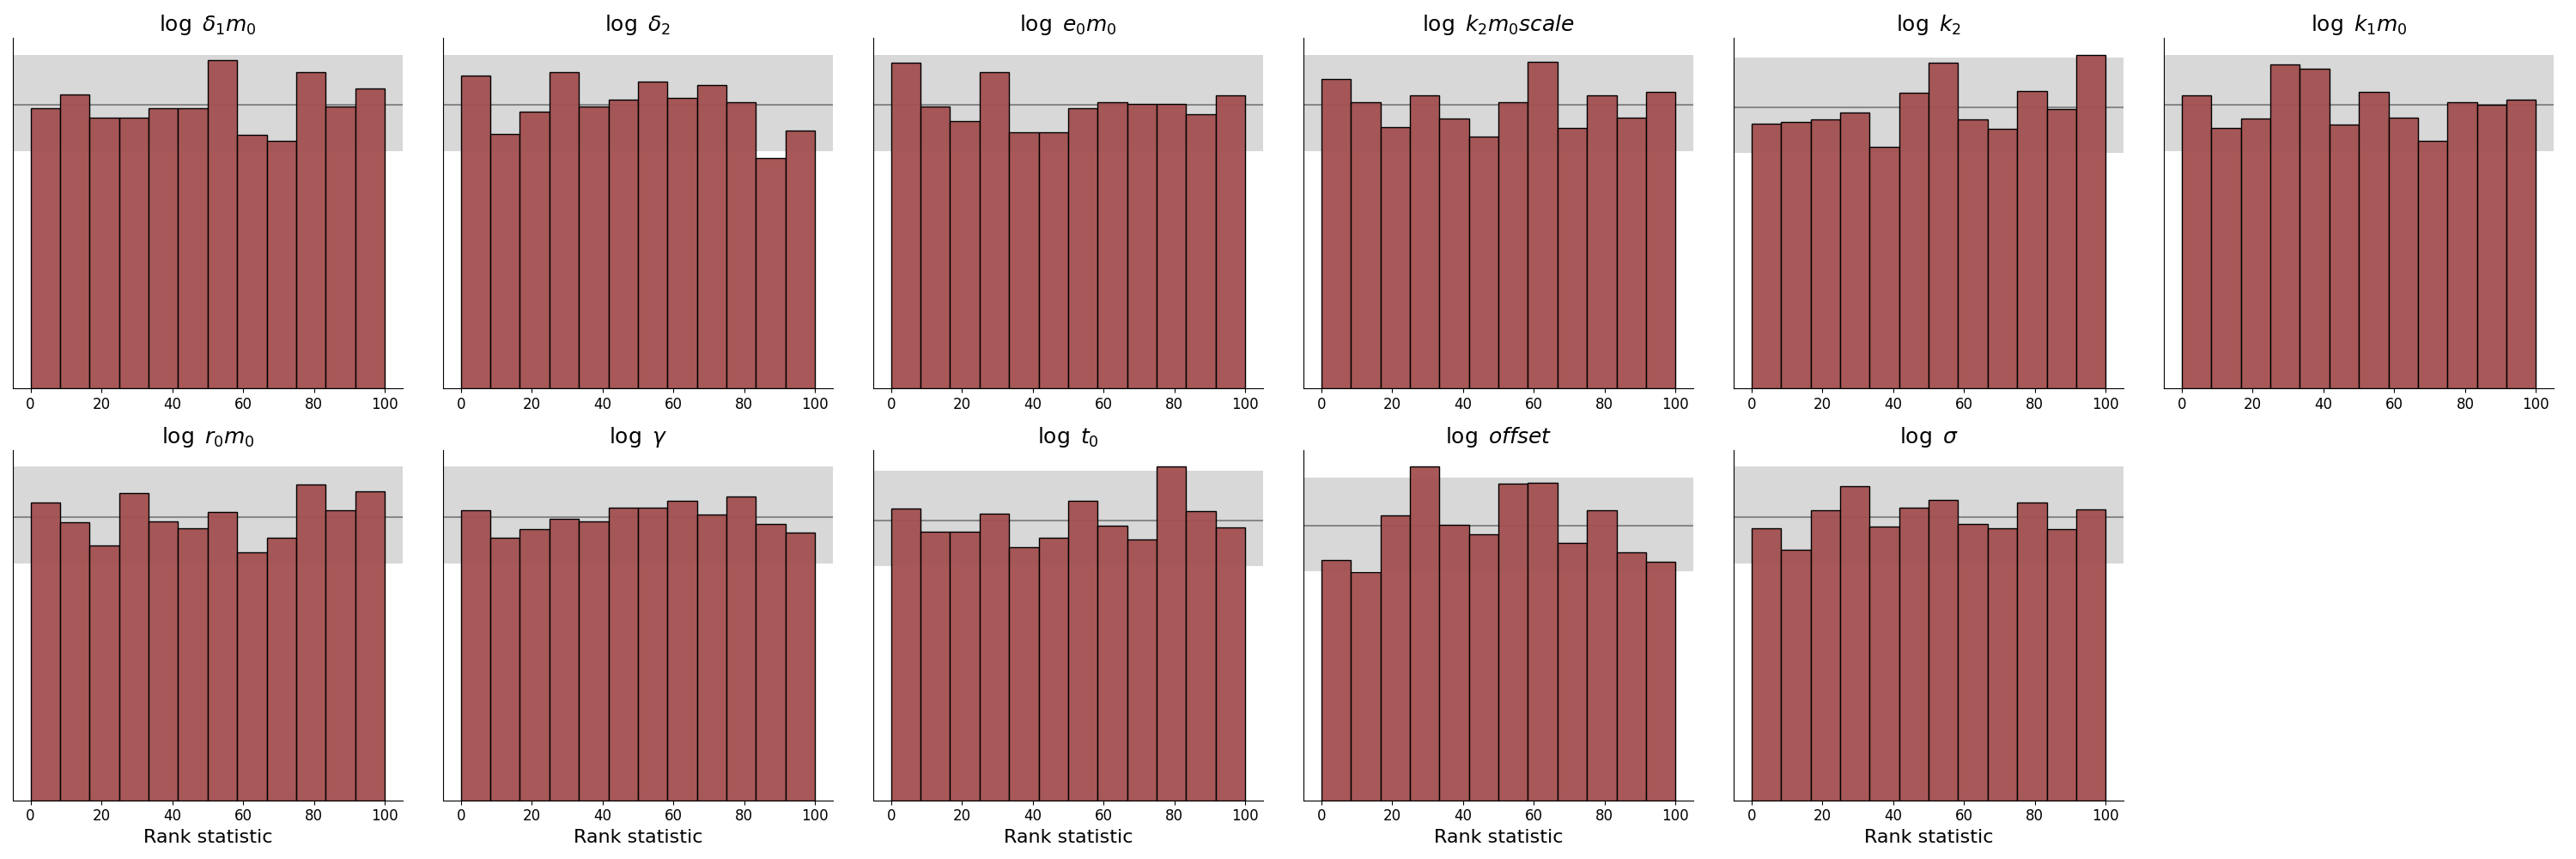 log δ₁m₀ log δ₂ log e₀m₀ log k₂m₀scale log k₂ log k₁m₀
0 20 40 60 80 100 0 20 40 60 80 100 0 20 40 60 80 100 0 20 40 60 80 100 0 20 40 60 80 100 0 20 40 60 80 100
log r₀m₀ log γ log t₀ log offset log σ
0 20 40 60 80 100 0 20 40 60 80 100 0 20 40 60 80 100 0 20 40 60 80 100 0 20 40 60 80 100
Rank statistic Rank statistic Rank statistic Rank statistic Rank statistic